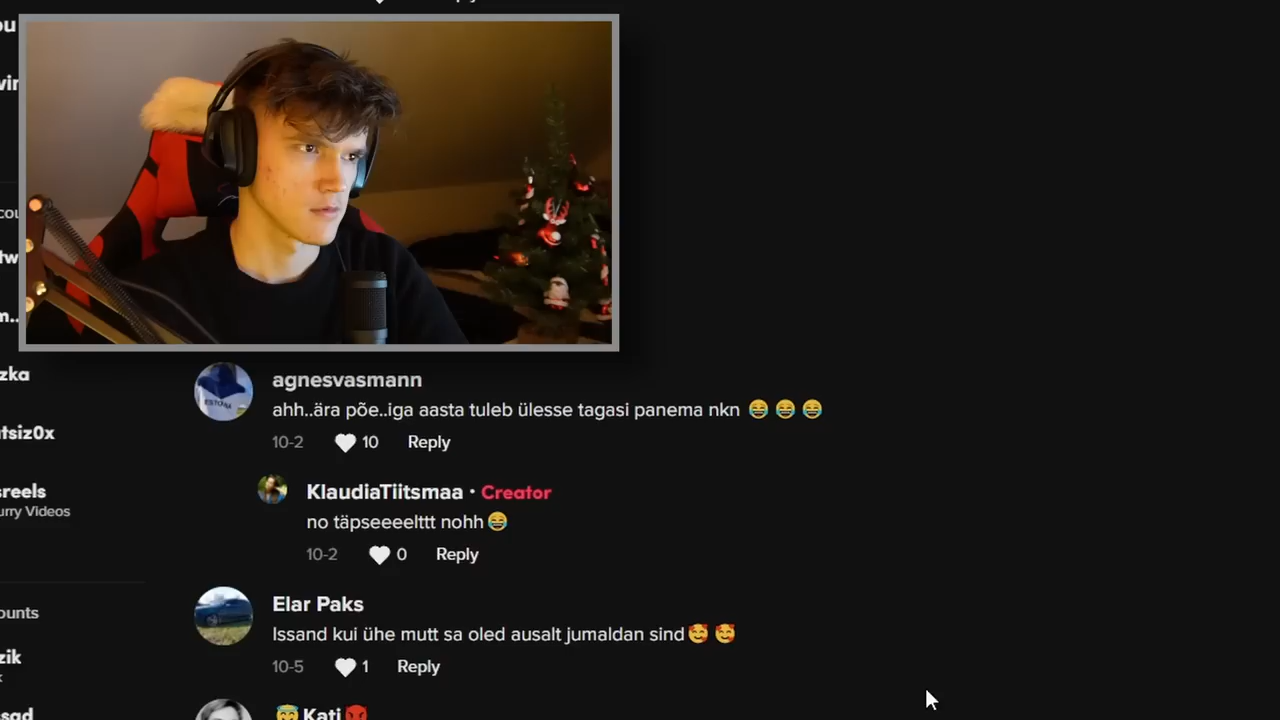 agnesvasmann
ahh..ära põe..iga aasta tuleb ülesse tagasi panema nkn 😂 😂 😂
10-2 10 Reply
KlaudiaTiitsmaa · Creator
no täpseeeelttt nohh😂
10-2 0 Reply
Elar Paks
Issand kui ühe mutt sa oled ausalt jumaldan sind🥰 🥰
10-5 1 Reply
😇Kati👿
zka
tsiz0x
sreels
urry Videos
ounts
zik